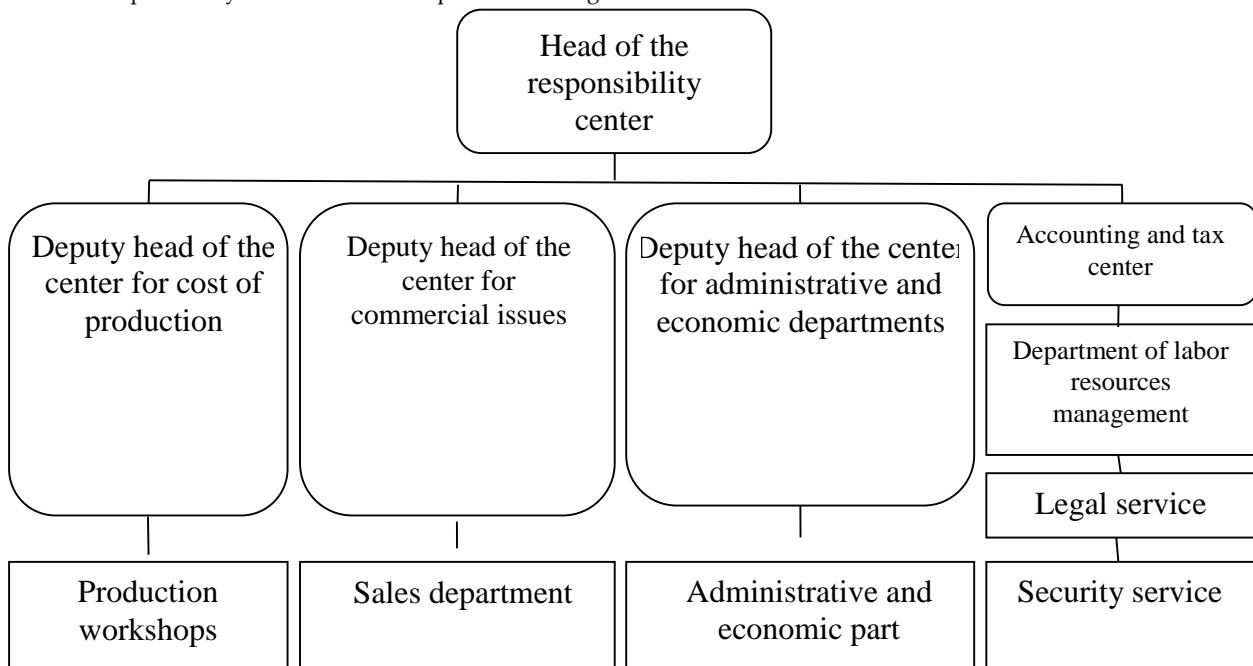 Head of the
responsibility
center
Deputy head of the
center for cost of
production
Deputy head of the
center for
commercial issues
Deputy head of the center
for administrative and
economic departments
Accounting and tax
center
Department of labor
resources
management
Legal service
Production
workshops
Sales department
Administrative and
economic part
Security service